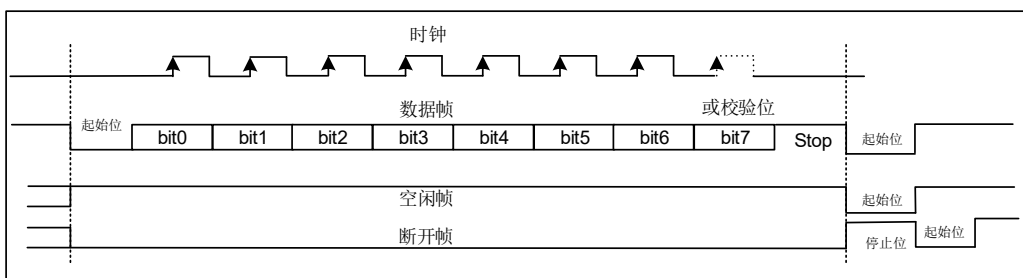 时钟
数据帧
或校验位
起始位 bit0 bit1 bit2 bit3 bit4 bit5 bit6 bit7 Stop 起始位
空闲帧
起始位
断开帧
停止位 起始位